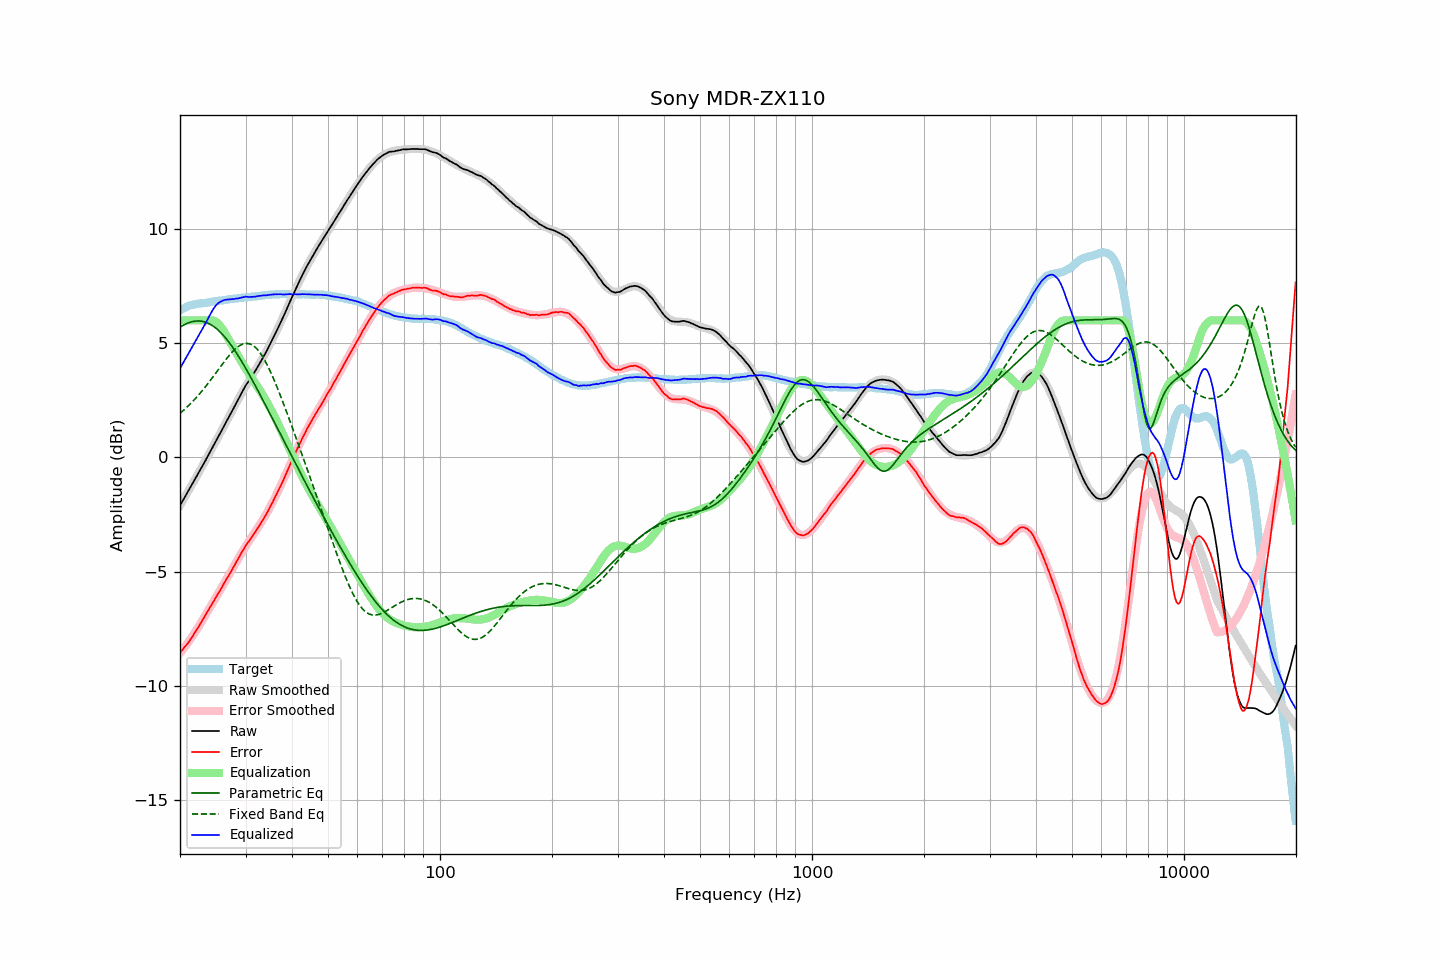 Sony MDR-ZX110
Amplitude (dBr)
10
5
0
−5
−10
−15
Target
Raw Smoothed
Error Smoothed
Raw
Error
Equalization
Parametric Eq
Fixed Band Eq
Equalized
100
1000
10000
Frequency (Hz)